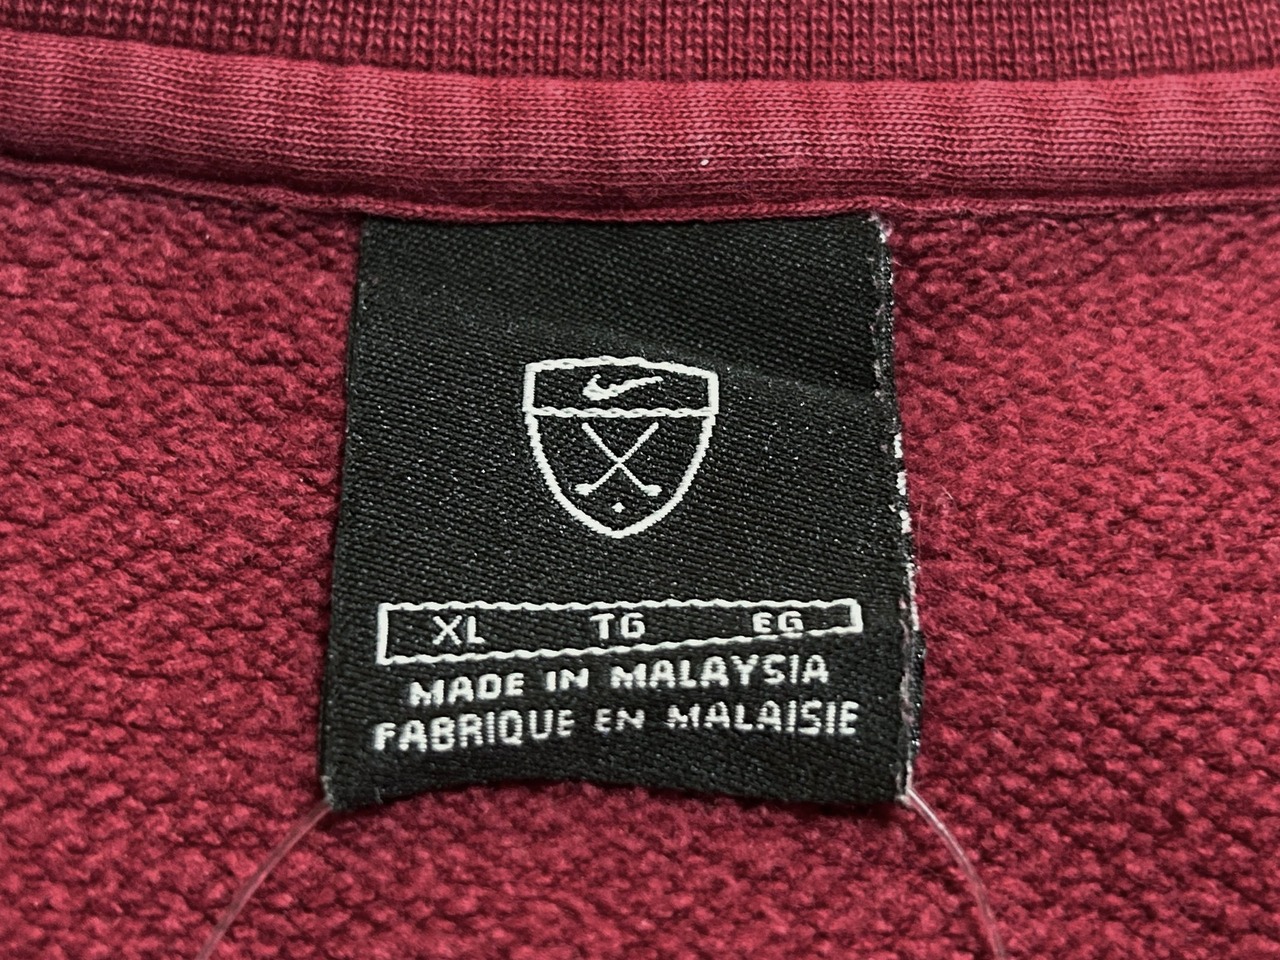 XL TG EG
MADE IN MALAYSIA
FABRIQUE EN MALAISIE